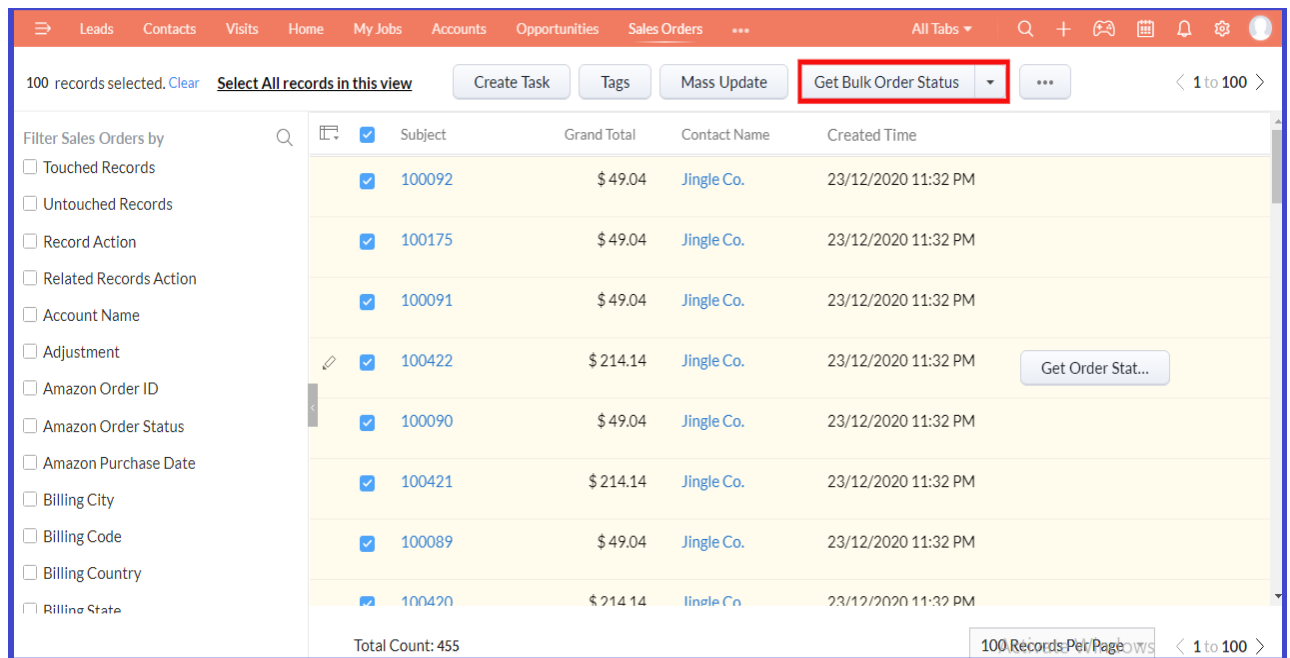 Leads Contacts Visits Home My Jobs Accounts Opportunities Sales Orders ••• All Tabs
100 records selected. Clear Select All records in this view Create Task Tags Mass Update Get Bulk Order Status ••• 1 to 100
Filter Sales Orders by
Subject Grand Total Contact Name Created Time
Touched Records
Untouched Records
Record Action
Related Records Action
Account Name
Adjustment
Amazon Order ID
Amazon Order Status
Amazon Purchase Date
Billing City
Billing Code
Billing Country
Billing State
100092 $ 49.04 Jingle Co. 23/12/2020 11:32 PM
100175 $ 49.04 Jingle Co. 23/12/2020 11:32 PM
100091 $ 49.04 Jingle Co. 23/12/2020 11:32 PM
100422 $ 214.14 Jingle Co. 23/12/2020 11:32 PM Get Order Stat...
100090 $ 49.04 Jingle Co. 23/12/2020 11:32 PM
100421 $ 214.14 Jingle Co. 23/12/2020 11:32 PM
100089 $ 49.04 Jingle Co. 23/12/2020 11:32 PM
100420 $ 214.14 Jingle Co. 23/12/2020 11:32 PM
Total Count: 455 100 Records Per Page 1 to 100
Activate Windows